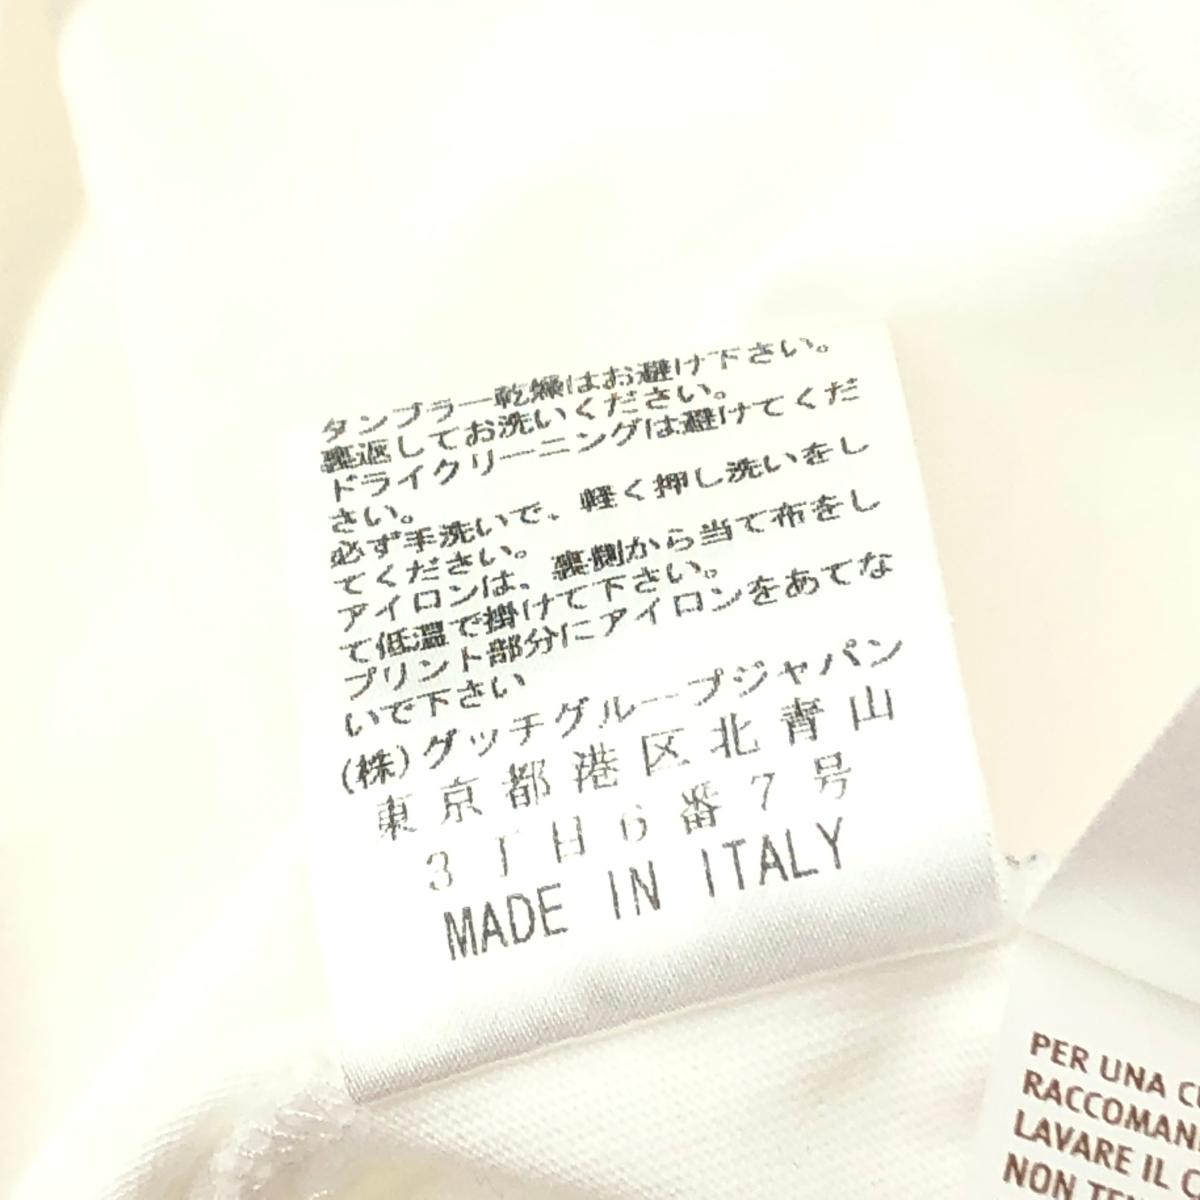 タンブラー乾燥はお避け下さい。
裏返してお洗いください。
ドライクリーニングは避けてくだ
さい。
必ず手洗いで、軽く押し洗いをし
てください。
アイロンは、裏側から当て布をし
て低温で掛けて下さい。
プリント部分にアイロンをあてな
いで下さい
(株)グッチグループジャパン
東京都港区北青山
3丁目6番7号
MADE IN ITALY
PER UNA
RACCOMAN
LAVARE IL
NON